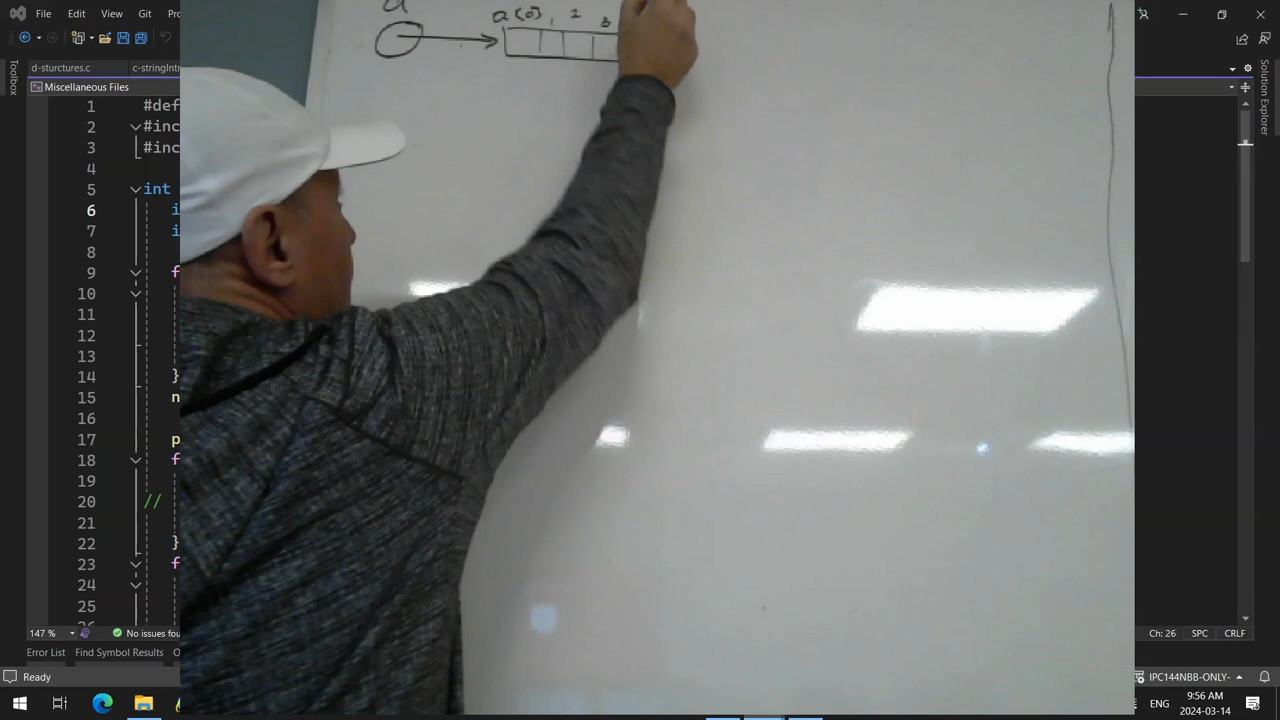 File Edit View Git Pr
d-sturctures.c c-stringInt
Toolbox
Miscellaneous Files
Solution Explorer
a
a[0] 1 2 3
1 #def
2 #inc
3 #inc
4
5 int
6 i
7 i
8
9 f
10
11
12
13
14 }
15 n
16
17 p
18 f
19
20 //
21
22 }
23 f
24
25
147 % No issues fou Ch: 26 SPC CRLF
Error List Find Symbol Results O
Ready IPC144NBB-ONLY-
ENG 9:56 AM
2024-03-14